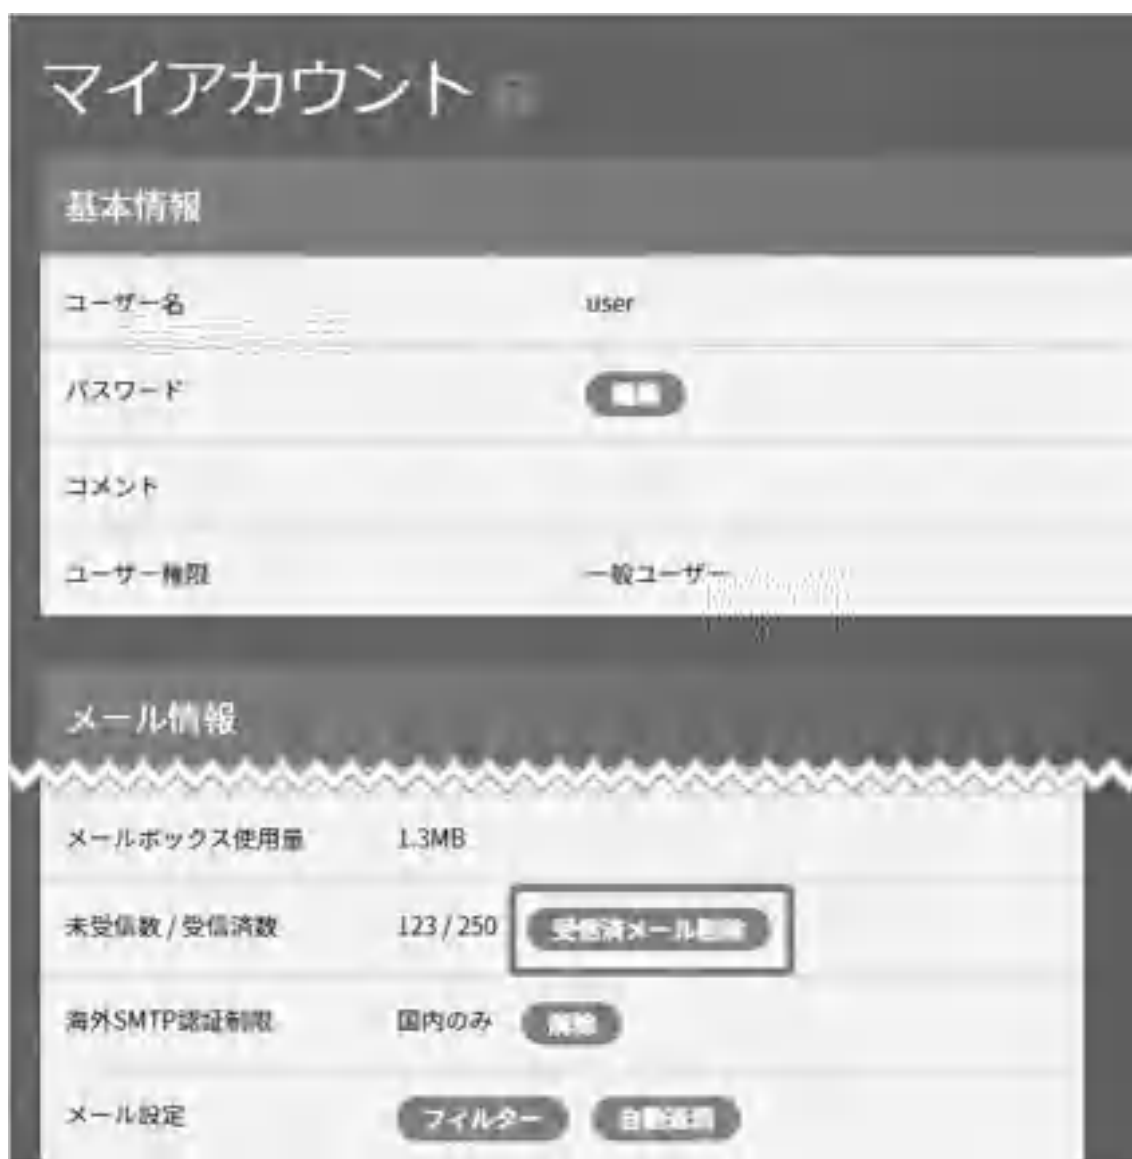 マイアカウント
基本情報
ユーザー名 user
パスワード
コメント
ユーザー権限 一般ユーザー
メール情報
メールボックス使用量 1.3MB
未受信数 / 受信済数 123 / 250 受信済メール削除
海外SMTP認証制限 国内のみ 解除
メール設定 フィルター 自動返信